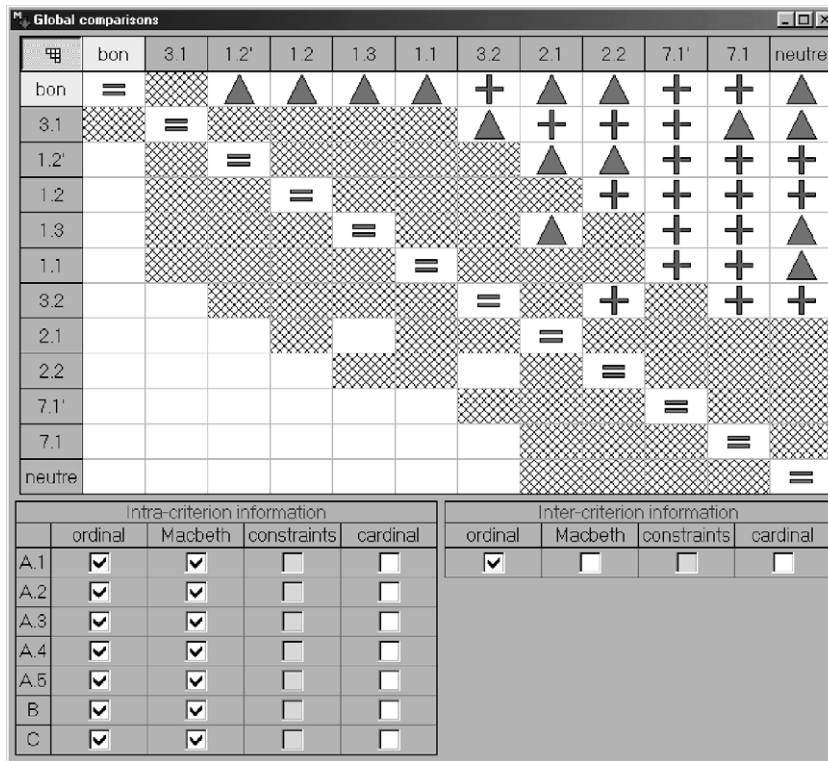 Global comparisons
bon 3.1 1.2' 1.2 1.3 1.1 3.2 2.1 2.2 7.1' 7.1 neutre
bon = + + +
3.1 = + + +
1.2' = + + +
1.2 = + + + +
1.3 = + +
1.1 = + +
3.2 = + + +
2.1 =
2.2 =
7.1' =
7.1 =
neutre =
Intra-criterion information
ordinal Macbeth constraints cardinal
A.1
A.2
A.3
A.4
A.5
B
C
Inter-criterion information
ordinal Macbeth constraints cardinal